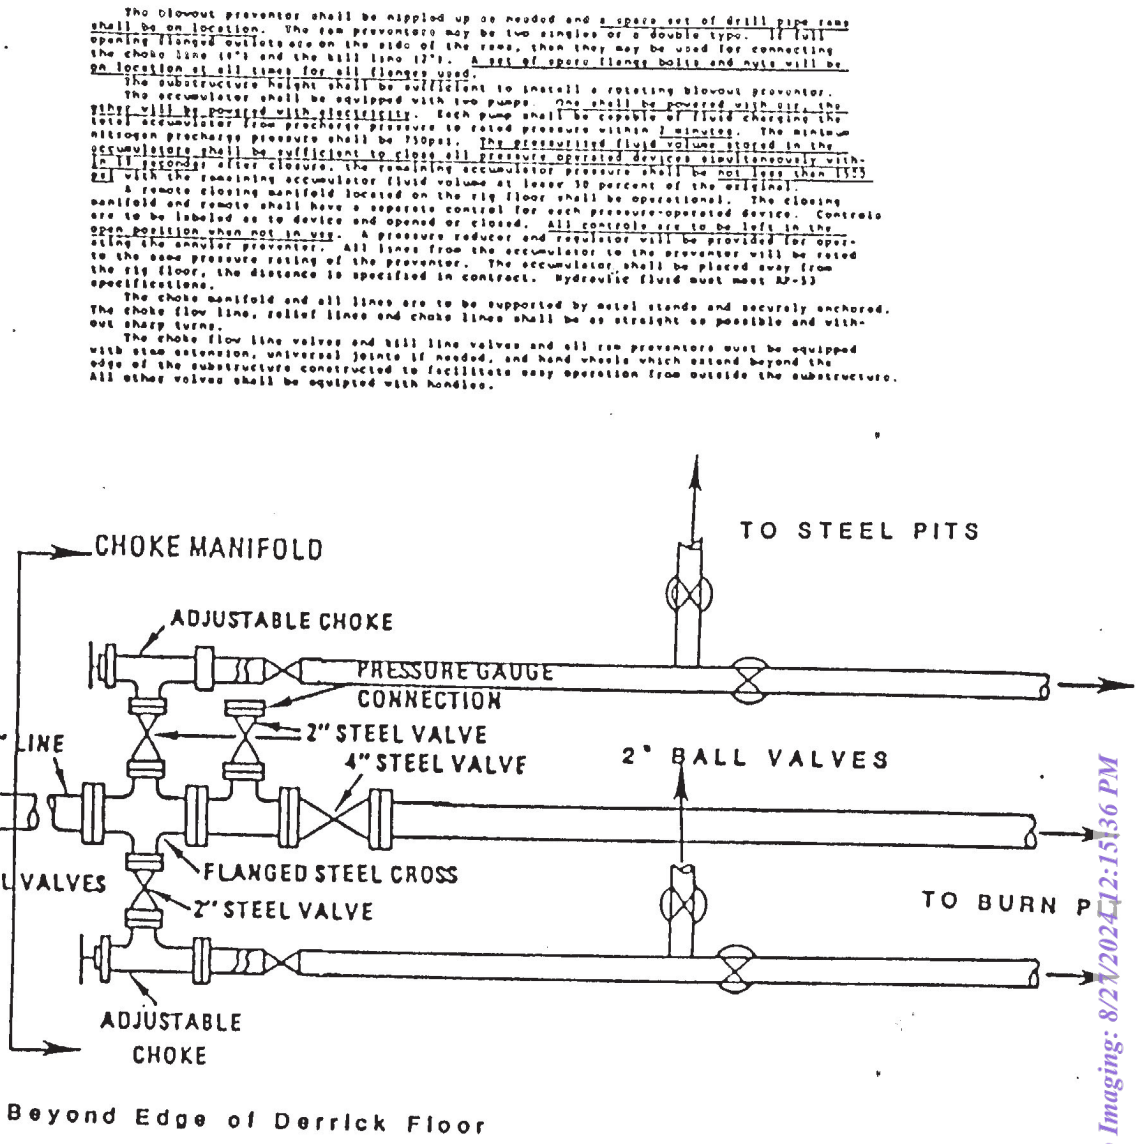 The blowout preventor shall be nippled up as needed and a spare set of drill pipe rams
shall be on location. The ram preventors may be two singles or a double type. If full
opening flanged outlets are on the side of the rams, then they may be used for connecting
the choke line (4") and the kill line (2"). A set of spare flange bolts and nuts will be
on location at all times for all flanges used.
The substructure height shall be sufficient to install a rotating blowout preventor.
The accumulator shall be equipped with two pumps. One shall be powered with air, the
other will be powered with electricity. Each pump shall be capable of fluid charging the
total accumulator from precharge pressure to rated pressure within 2 minutes. The minimum
nitrogen precharge pressure shall be 750psi. The pressurized fluid volume stored in the
accumulators shall be sufficient to close all pressure operated devices simultaneously with-
in 15 seconds after closure, the remaining accumulator pressure shall be not less than
psi with the remaining accumulator fluid volume at least 50 percent of the original.
A remote closing manifold located on the rig floor shall be operational. The closing
manifold and remote shall have a separate control for each pressure-operated device. Controls
are to be labeled as to device and opened or closed. All controls are to be left in the
open position when not in use. A pressure reducer and regulator will be provided for oper-
ating the annular preventor. All lines from the accumulator to the preventor will be rated
to the same pressure rating of the preventor. The accumulator shall be placed away from
the rig floor, the distance is specified in contract. Hydraulic fluid must meet AP-53
specifications.
The choke manifold and all lines are to be supported by metal stands and securely anchored.
The choke flow line, relief lines and choke lines shall be as straight as possible and with-
out sharp turns.
The choke flow line valves and kill line valves and all ram preventors must be equipped
with stem extension, universal joints if needed, and hand wheels which extend beyond the
edge of the substructure constructed to facilitate easy operation from outside the substructure.
All other valves shall be equipted with handles.
TO STEEL PITS
CHOKE MANIFOLD
ADJUSTABLE CHOKE
PRESSURE GAUGE
CONNECTION
" LINE
2" STEEL VALVE
4" STEEL VALVE
2" BALL VALVES
FLANGED STEEL CROSS
L VALVES
2" STEEL VALVE
TO BURN P
ADJUSTABLE
CHOKE
Beyond Edge of Derrick Floor
Imaging: 8/27/2024 12:15:36 PM